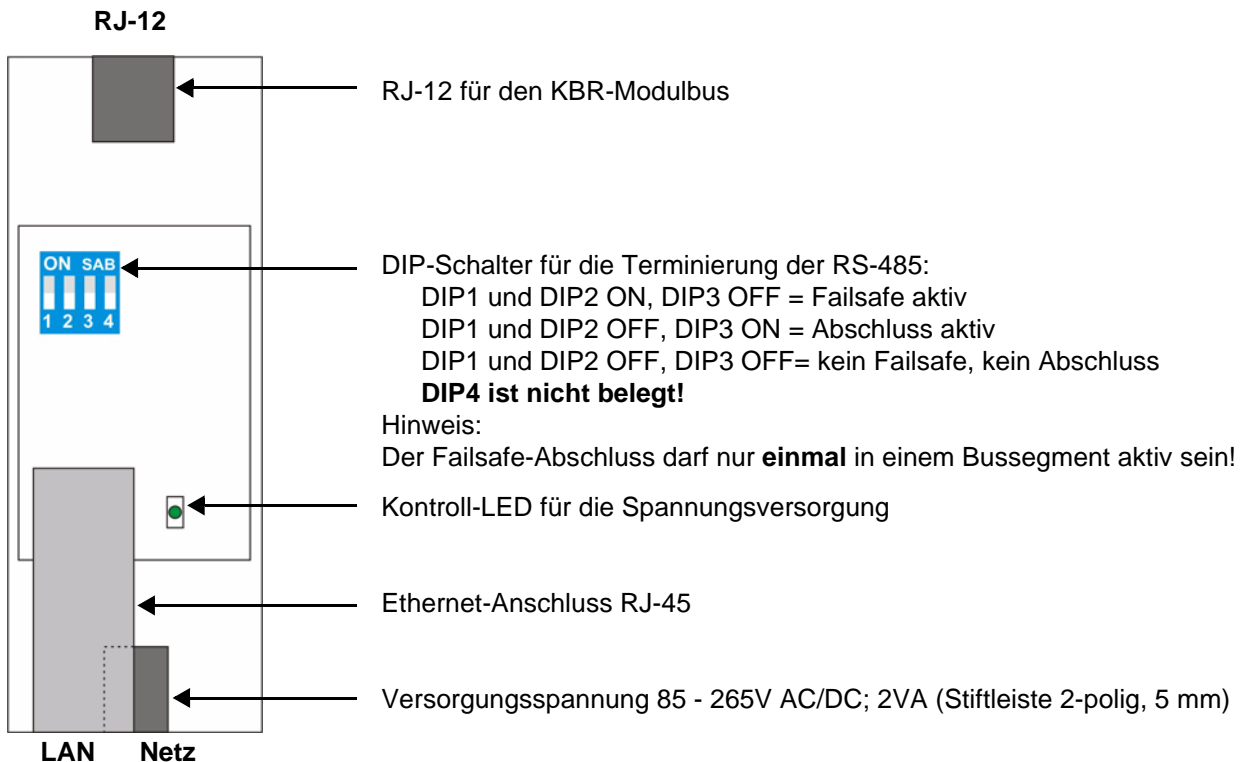 RJ-12
RJ-12 für den KBR-Modulbus
ON SAB
1 2 3 4
DIP-Schalter für die Terminierung der RS-485:
DIP1 und DIP2 ON, DIP3 OFF = Failsafe aktiv
DIP1 und DIP2 OFF, DIP3 ON = Abschluss aktiv
DIP1 und DIP2 OFF, DIP3 OFF= kein Failsafe, kein Abschluss
DIP4 ist nicht belegt!
Hinweis:
Der Failsafe-Abschluss darf nur einmal in einem Bussegment aktiv sein!
Kontroll-LED für die Spannungsversorgung
Ethernet-Anschluss RJ-45
Versorgungsspannung 85 - 265V AC/DC; 2VA (Stiftleiste 2-polig, 5 mm)
LAN Netz